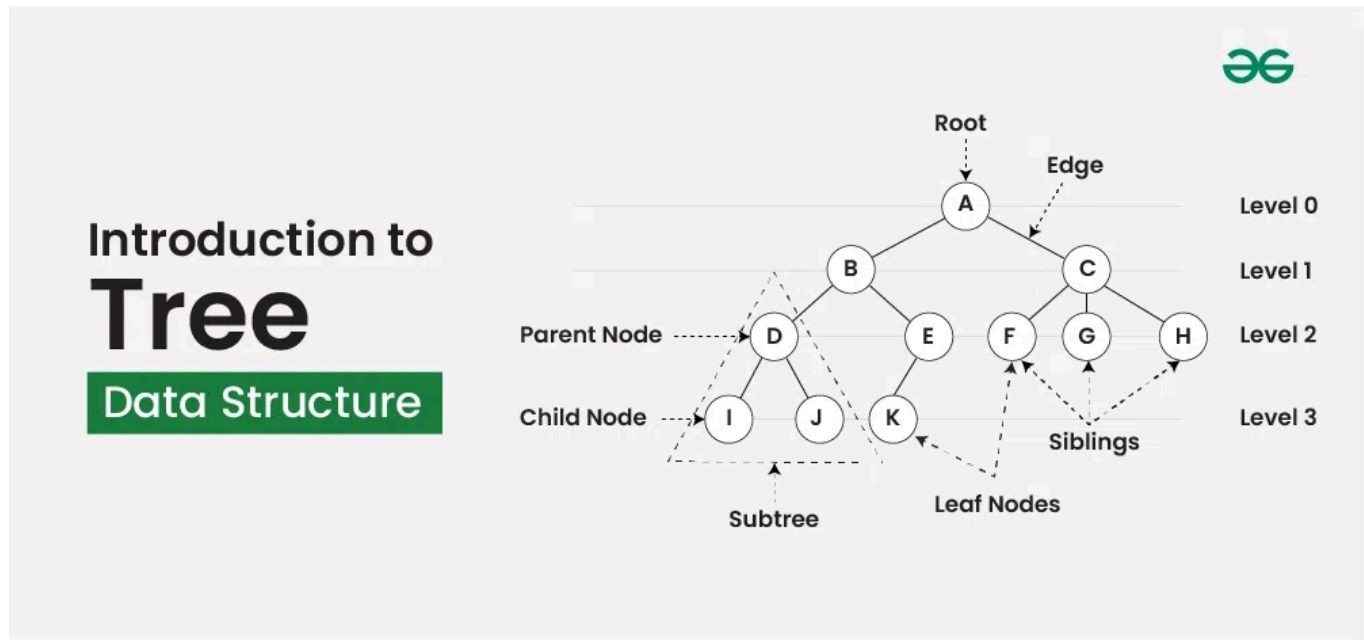 Introduction to
Tree
Data Structure
Root
Edge
A
Level 0
B
C
Level 1
Parent Node
D
E
F
G
H
Level 2
Child Node
I
J
K
Level 3
Siblings
Leaf Nodes
Subtree